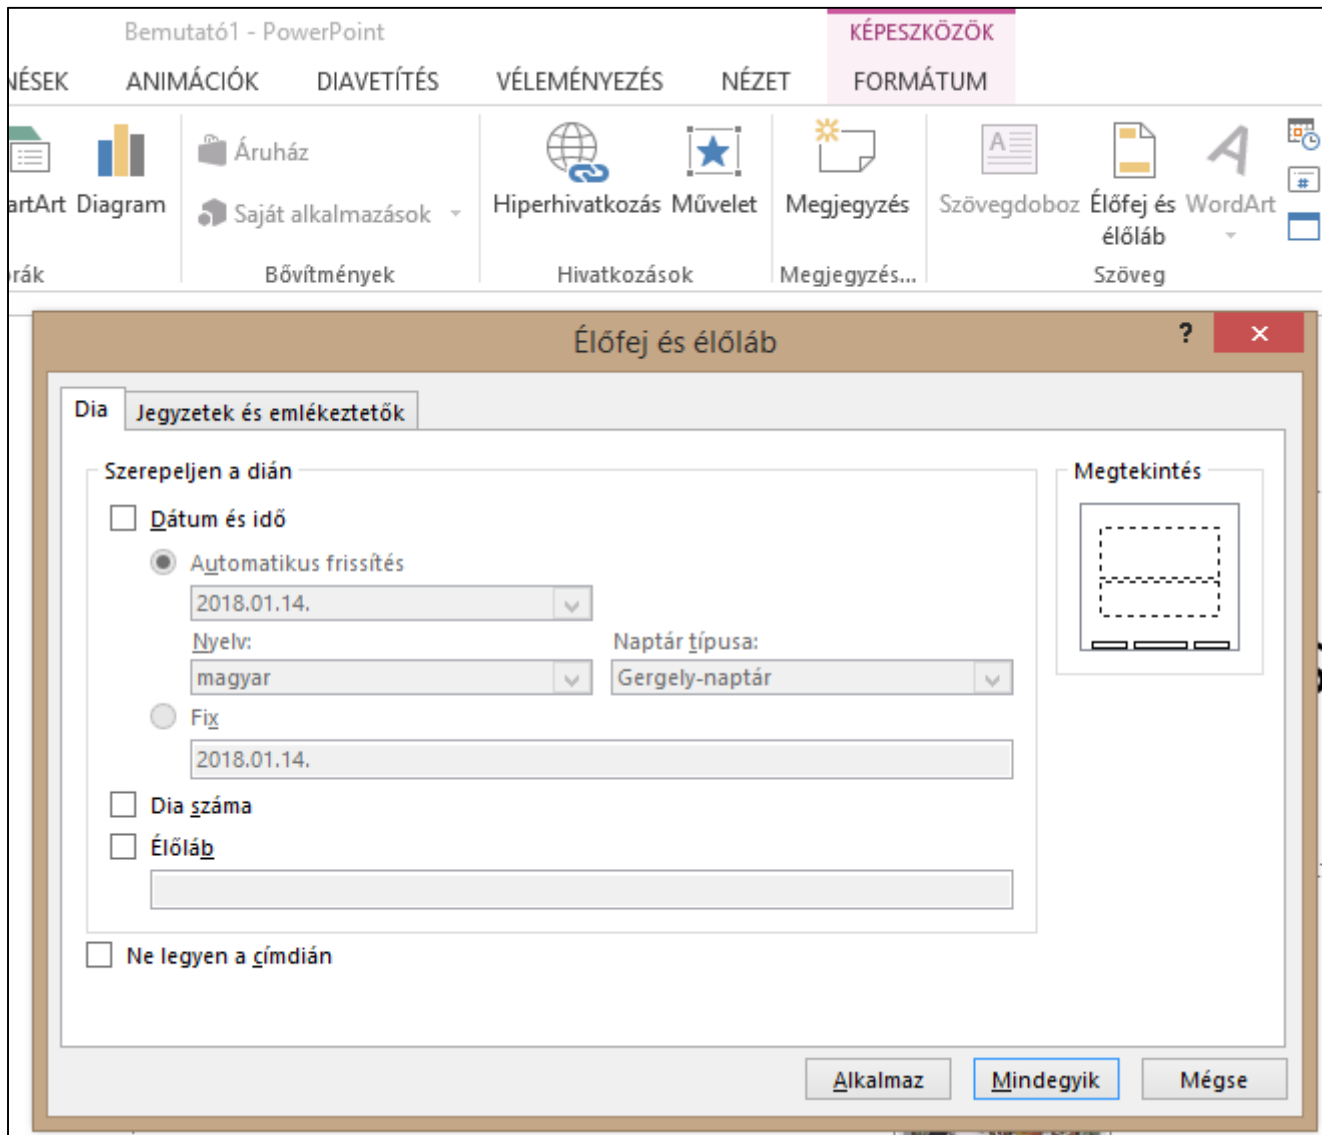 Bemutató1 - PowerPoint
KÉPESZKÖZÖK
NÉSEK ANIMÁCIÓK DIAVETÍTÉS VÉLEMÉNYEZÉS NÉZET FORMÁTUM
Áruház
Saját alkalmazások
artArt Diagram Hiperhivatkozás Művelet Megjegyzés Szövegdoboz Élőfej és élőláb WordArt
rák Bővítmények Hivatkozások Megjegyzés... Szöveg
Élőfej és élőláb ?
Dia Jegyzetek és emlékeztetők
Szerepeljen a dián Megtekintés
Dátum és idő
Automatikus frissítés
2018.01.14.
Nyelv: Naptár típusa:
magyar Gergely-naptár
Fix
2018.01.14.
Dia száma
Élőláb
Ne legyen a címdián
Alkalmaz Mindegyik Mégse